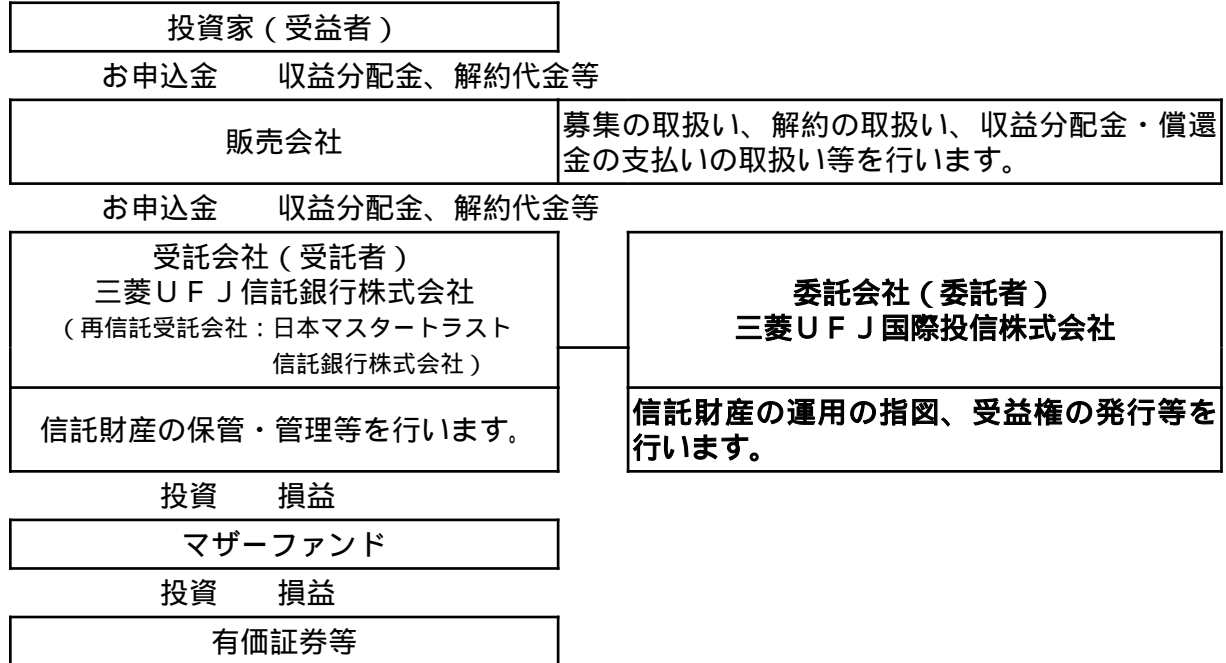 投資家（受益者）
お申込金　　収益分配金、解約代金等
販売会社
募集の取扱い、解約の取扱い、収益分配金・償還
金の支払いの取扱い等を行います。
お申込金　　収益分配金、解約代金等
受託会社（受託者）
三菱ＵＦＪ信託銀行株式会社
（再信託受託会社：日本マスタートラスト
信託銀行株式会社）
委託会社（委託者）
三菱ＵＦＪ国際投信株式会社
信託財産の保管・管理等を行います。
信託財産の運用の指図、受益権の発行等を
行います。
投資　　損益
マザーファンド
投資　　損益
有価証券等